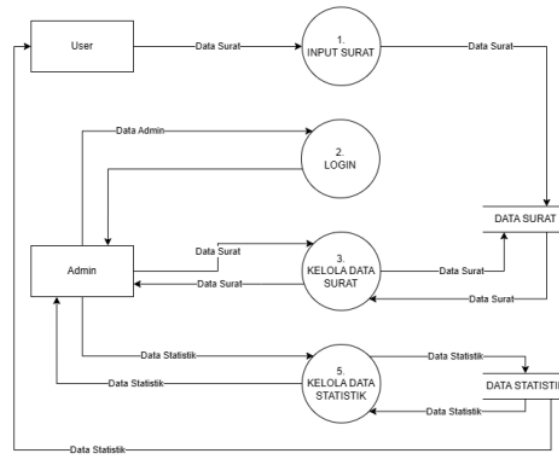 User
Data Surat
1.
INPUT SURAT
Data Surat
Data Admin
2.
LOGIN
DATA SURAT
Admin
Data Surat
Data Surat
3.
KELOLA DATA
SURAT
Data Surat
Data Surat
Data Statistik
Data Statistik
5.
KELOLA DATA
STATISTIK
Data Statistik
Data Statistik
DATA STATISTIK
Data Statistik